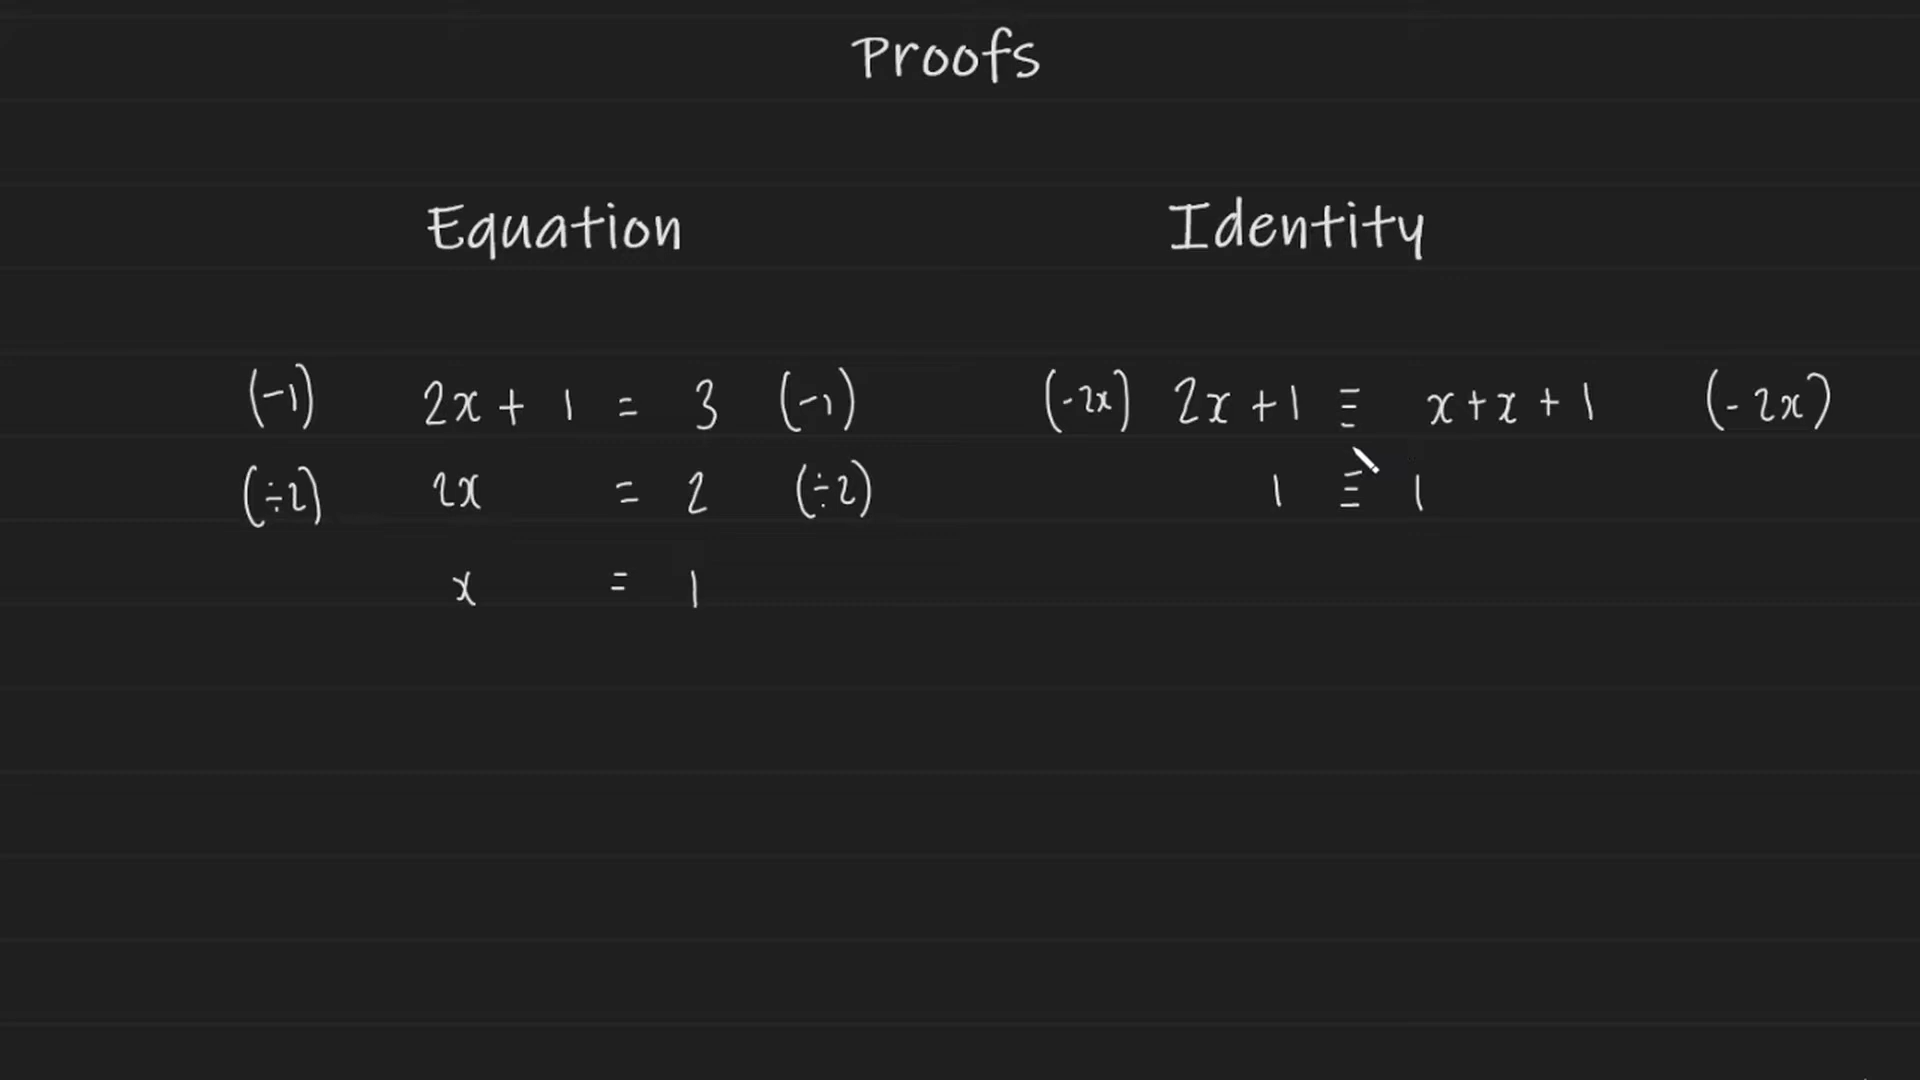 Proofs
Equation Identity
(-1) 2x + 1 = 3 (-1) (-2x) 2x + 1 ≡ x + x + 1 (-2x)
(÷2) 2x = 2 (÷2) 1 ≡ 1
x = 1